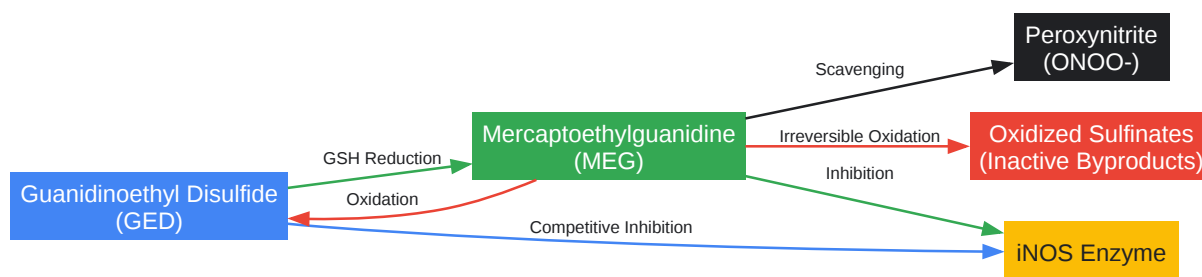 Peroxynitrite
(ONOO-)
Scavenging
Mercaptoethylguanidine
(MEG)
Irreversible Oxidation
Oxidized Sulfinates
(Inactive Byproducts)
GSH Reduction
Inhibition
Guanidinoethyl Disulfide
(GED)
Oxidation
Competitive Inhibition
iNOS Enzyme